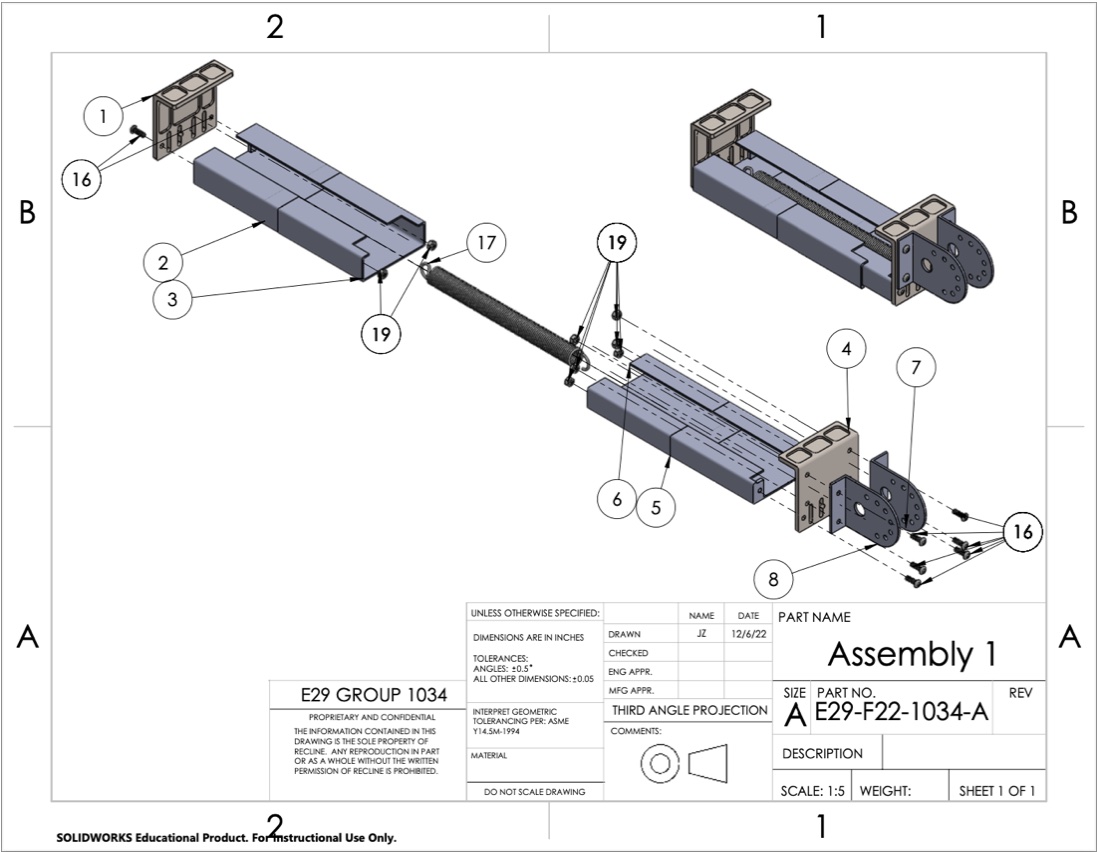 2
1
B
B
A
A
1
16
2
3
17
19
19
4
7
6
5
16
8
UNLESS OTHERWISE SPECIFIED:
DIMENSIONS ARE IN INCHES
TOLERANCES:
ANGLES: ±0.5°
ALL OTHER DIMENSIONS:±0.05
INTERPRET GEOMETRIC
TOLERANCING PER: ASME
Y14.5M-1994
MATERIAL
DO NOT SCALE DRAWING
NAME
DATE
DRAWN
JZ
12/6/22
CHECKED
ENG APPR.
MFG APPR.
THIRD ANGLE PROJECTION
COMMENTS:
PART NAME
Assembly 1
SIZE
A
PART NO.
E29-F22-1034-A
REV
DESCRIPTION
SCALE: 1:5
WEIGHT:
SHEET 1 OF 1
E29 GROUP 1034
PROPRIETARY AND CONFIDENTIAL
THE INFORMATION CONTAINED IN THIS
DRAWING IS THE SOLE PROPERTY OF
RECLINE. ANY REPRODUCTION IN PART
OR AS A WHOLE WITHOUT THE WRITTEN
PERMISSION OF RECLINE IS PROHIBITED.
2
1
SOLIDWORKS Educational Product. For Instructional Use Only.